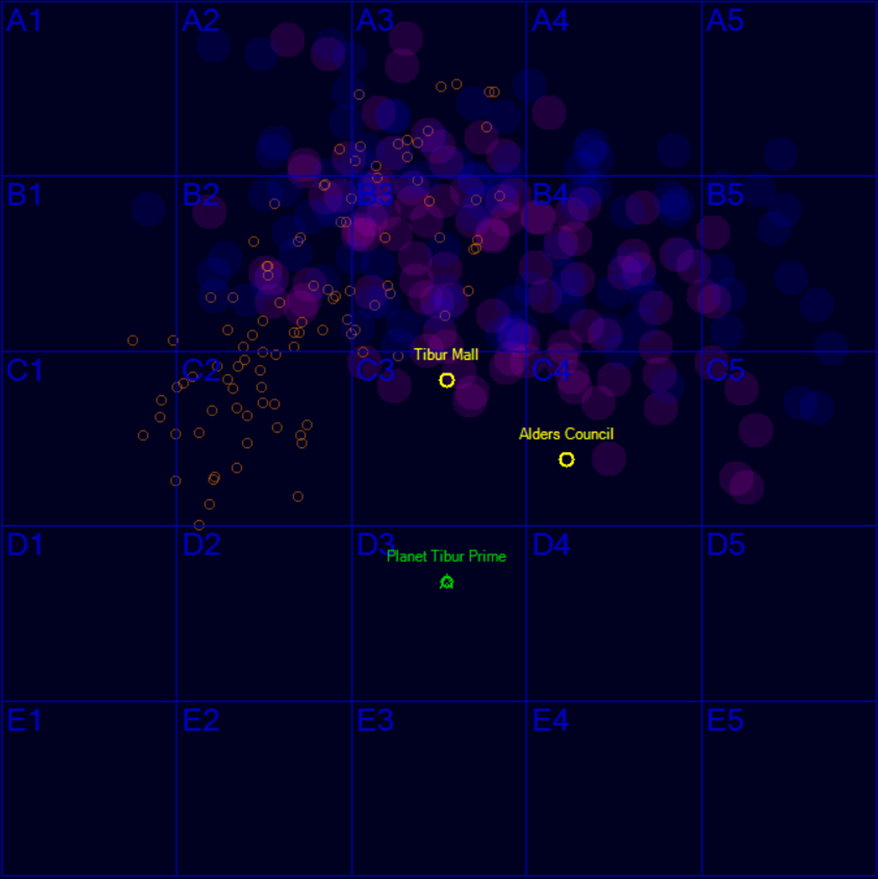 A1 A2 A3 A4 A5
B1 B2 B3 B4 B5
Tibur Mall
C1 C2 C3 C4 C5
Alders Council
D1 D2 D3 D4 D5
Planet Tibur Prime
E1 E2 E3 E4 E5